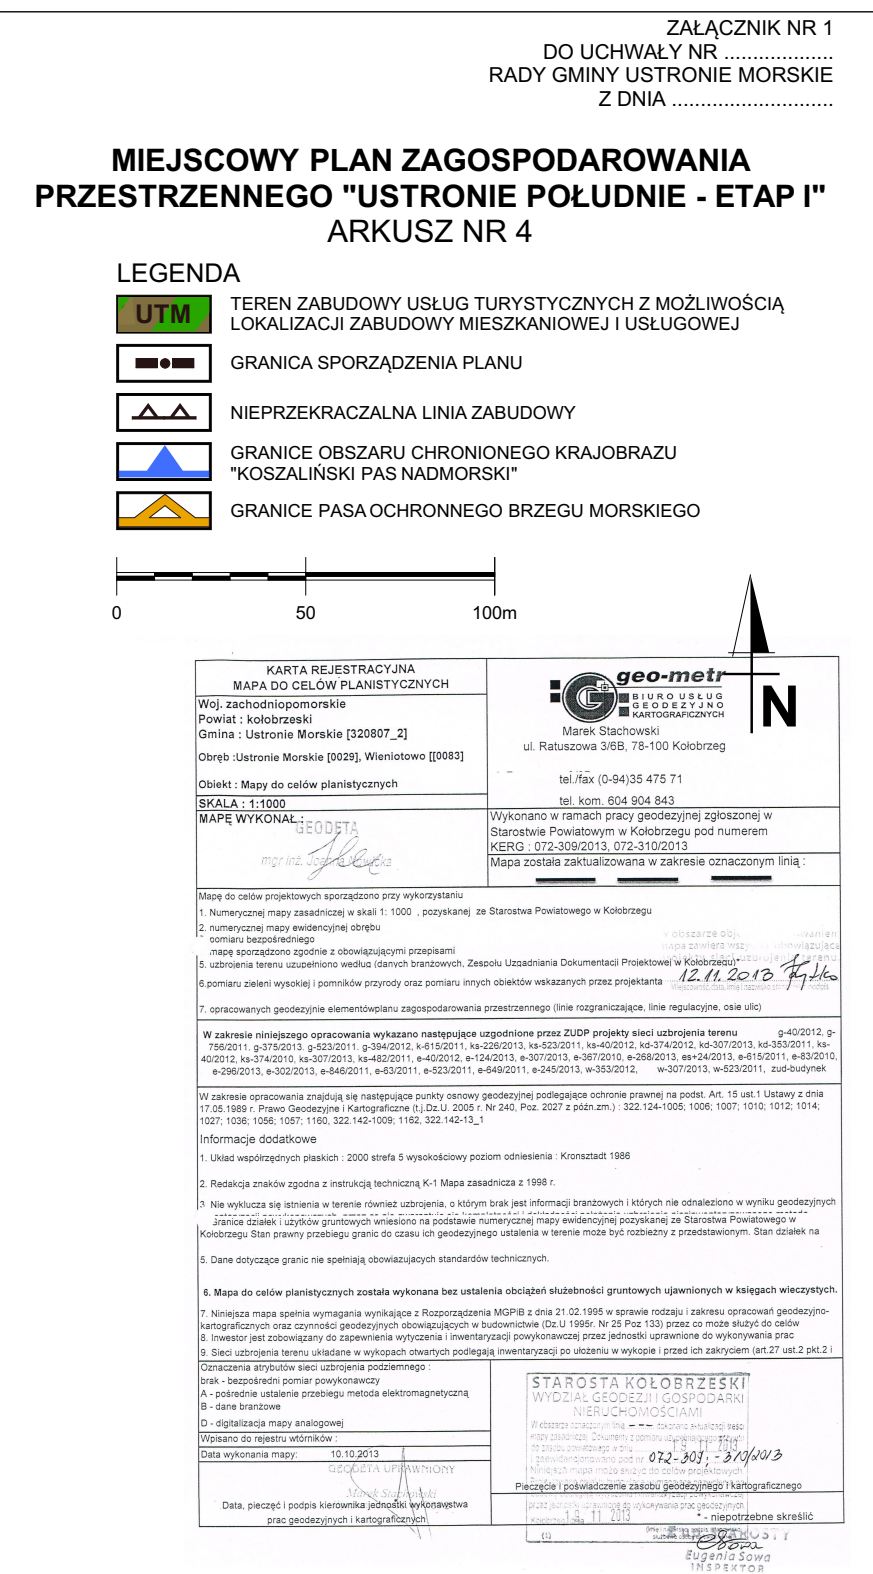 ZAŁĄCZNIK NR 1
DO UCHWAŁY NR ...................
RADY GMINY USTRONIE MORSKIE
Z DNIA ............................
MIEJSCOWY PLAN ZAGOSPODAROWANIA
PRZESTRZENNEGO "USTRONIE POŁUDNIE - ETAP I"
ARKUSZ NR 4
LEGENDA
UTM
TEREN ZABUDOWY USŁUG TURYSTYCZNYCH Z MOŻLIWOŚCIĄ
LOKALIZACJI ZABUDOWY MIESZKANIOWEJ I USŁUGOWEJ
GRANICA SPORZĄDZENIA PLANU
NIEPRZEKRACZALNA LINIA ZABUDOWY
GRANICE OBSZARU CHRONIONEGO KRAJOBRAZU
"KOSZALIŃSKI PAS NADMORSKI"
GRANICE PASA OCHRONNEGO BRZEGU MORSKIEGO
0 50 100m
N
KARTA REJESTRACYJNA
MAPA DO CELÓW PLANISTYCZNYCH
geo-metr
BIURO USŁUG
GEODEZYJNO
KARTOGRAFICZNYCH
Marek Stachowski
ul. Ratuszowa 3/6B, 78-100 Kołobrzeg
tel./fax (0-94)35 475 71
tel. kom. 604 904 843
Woj. zachodniopomorskie
Powiat : kołobrzeski
Gmina : Ustronie Morskie [320807_2]
Obręb :Ustronie Morskie [0029], Wieniotowo [[0083]
Obiekt : Mapy do celów planistycznych
SKALA : 1:1000
MAPĘ WYKONAŁ :
GEODETA
mgr inż. Joanna Nawicka
Wykonano w ramach pracy geodezyjnej zgłoszonej w
Starostwie Powiatowym w Kołobrzegu pod numerem
KERG : 072-309/2013, 072-310/2013
Mapa została zaktualizowana w zakresie oznaczonym linią :
Mapę do celów projektowych sporządzono przy wykorzystaniu
1. Numerycznej mapy zasadniczej w skali 1: 1000 , pozyskanej ze Starostwa Powiatowego w Kołobrzegu
2. numerycznej mapy ewidencyjnej obrębu
pomiaru bezpośredniego
mapę sporządzono zgodnie z obowiązującymi przepisami
5. uzbrojenia terenu uzupełniono według (danych branżowych, Zespołu Uzgadniania Dokumentacji Projektowej w Kołobrzegu)*
6.pomiaru zieleni wysokiej i pomników przyrody oraz pomiaru innych obiektów wskazanych przez projektanta
12.11.2013
7. opracowanych geodezyjnie elementówplanu zagospodarowania przestrzennego (linie rozgraniczające, linie regulacyjne, osie ulic)
W zakresie niniejszego opracowania wykazano następujące uzgodnione przez ZUDP projekty sieci uzbrojenia terenu g-40/2012, g-
756/2011. g-375/2013. g-523/2011. g-394/2012, k-615/2011, ks-226/2013, ks-523/2011, ks-40/2012, kd-374/2012, kd-307/2013, kd-353/2011, ks-
40/2012, ks-374/2010, ks-307/2013, ks-482/2011, e-40/2012, e-124/2013, e-307/2013, e-367/2010, e-268/2013, es+24/2013, e-615/2011, e-83/2010,
e-296/2013, e-302/2013, e-846/2011, e-63/2011, e-523/2011, e-649/2011, e-245/2013, w-353/2012, w-307/2013, w-523/2011, zud-budynek
W zakresie opracowania znajdują się następujące punkty osnowy geodezyjnej podlegające ochronie prawnej na podst. Art. 15 ust.1 Ustawy z dnia
17.05.1989 r. Prawo Geodezyjne i Kartograficzne (t.j.Dz.U. 2005 r. Nr 240, Poz. 2027 z późn.zm.) : 322.124-1005; 1006; 1007; 1010; 1012; 1014;
1027; 1036; 1056; 1057; 1160, 322.142-1009; 1162, 322.142-13_1
Informacje dodatkowe
1. Układ współrzędnych płaskich : 2000 strefa 5 wysokościowy poziom odniesienia : Kronsztadt 1986
2. Redakcja znaków zgodna z instrukcją techniczną K-1 Mapa zasadnicza z 1998 r.
3 Nie wyklucza się istnienia w terenie również uzbrojenia, o którym brak jest informacji branżowych i których nie odnaleziono w wyniku geodezyjnych
Granice działek i użytków gruntowych wniesiono na podstawie numerycznej mapy ewidencyjnej pozyskanej ze Starostwa Powiatowego w
Kołobrzegu Stan prawny przebiegu granic do czasu ich geodezyjnego ustalenia w terenie może być rozbieżny z przedstawionym. Stan działek na
5. Dane dotyczące granic nie spełniają obowiazujacych standardów technicznych.
6. Mapa do celów planistycznych została wykonana bez ustalenia obciążeń służebności gruntowych ujawnionych w księgach wieczystych.
7. Niniejsza mapa spełnia wymagania wynikające z Rozporządzenia MGPiB z dnia 21.02.1995 w sprawie rodzaju i zakresu opracowań geodezyjno-
kartograficznych oraz czynności geodezyjnych obowiązujących w budownictwie (Dz.U 1995r. Nr 25 Poz 133) przez co może służyć do celów
8. Inwestor jest zobowiązany do zapewnienia wytyczenia i inwentaryzacji powykonawczej przez jednostki uprawnione do wykonywania prac
9. Sieci uzbrojenia terenu układane w wykopach otwartych podlegają inwentaryzacji po ułożeniu w wykopie i przed ich zakryciem (art.27 ust.2 pkt.2 i
Oznaczenia atrybutów sieci uzbrojenia podziemnego :
brak - bezpośredni pomiar powykonawczy
A - pośrednie ustalenie przebiegu metoda elektromagnetyczną
B - dane branżowe
D - digitalizacja mapy analogowej
Wpisano do rejestru wtórników :
Data wykonania mapy: 10.10.2013
GEODETA UPRAWNIONY
Marek Stachowski
Data, pieczęć i podpis kierownika jednostki wykonawstwa
prac geodezyjnych i kartograficznych
STAROSTA KOŁOBRZESKI
WYDZIAŁ GEODEZJI I GOSPODARKI
NIERUCHOMOŚCIAMI
19 11 2013
072-309; -310/2013
Pieczęcie i poświadczenie zasobu geodezyjnego i kartograficznego
19 11 2013
* - niepotrzebne skreślić
Eugenia Sowa
INSPEKTOR